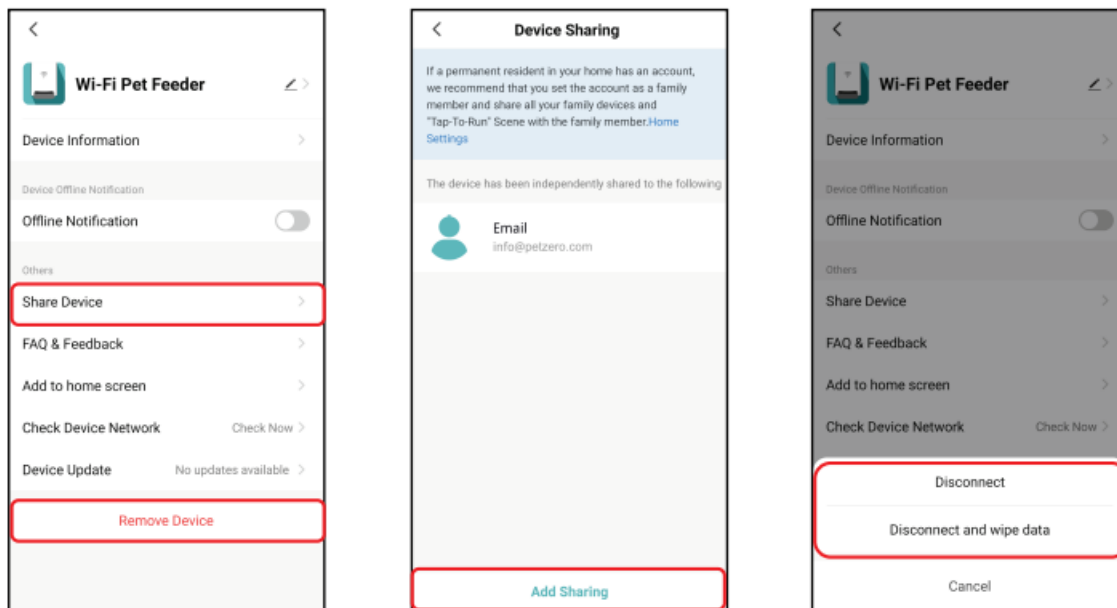 Wi-Fi Pet Feeder
Device Information
Device Offline Notification
Offline Notification
Others
Share Device
FAQ & Feedback
Add to home screen
Check Device Network Check Now
Device Update No updates available
Remove Device
Device Sharing
If a permanent resident in your home has an account,
we recommend that you set the account as a family
member and share all your family devices and
"Tap-To-Run" Scene with the family member.Home
Settings
The device has been independently shared to the following
Email
info@petzero.com
Add Sharing
Wi-Fi Pet Feeder
Device Information
Device Offline Notification
Offline Notification
Others
Share Device
FAQ & Feedback
Add to home screen
Check Device Network Check Now
Disconnect
Disconnect and wipe data
Cancel